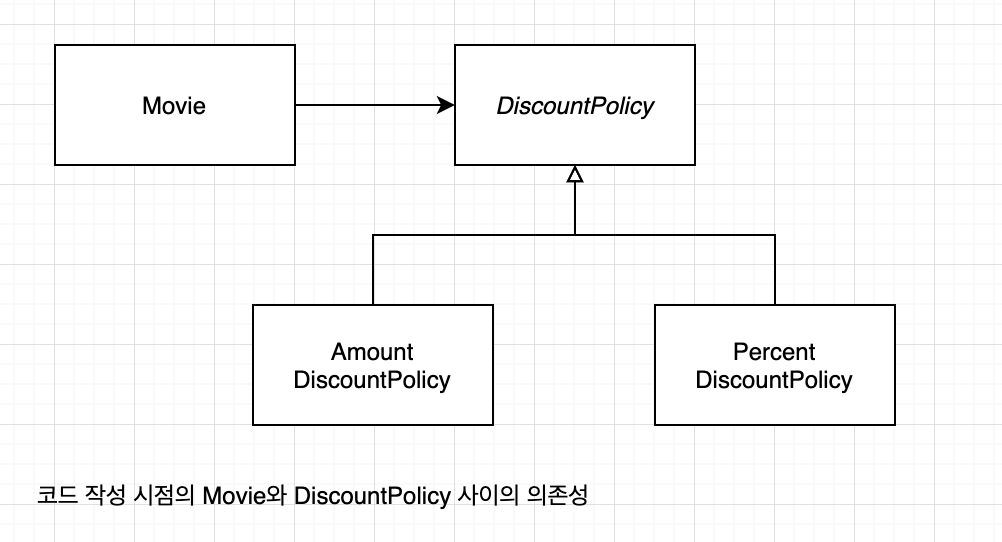 Movie
DiscountPolicy
Amount
DiscountPolicy
Percent
DiscountPolicy
코드 작성 시점의 Movie와 DiscountPolicy 사이의 의존성